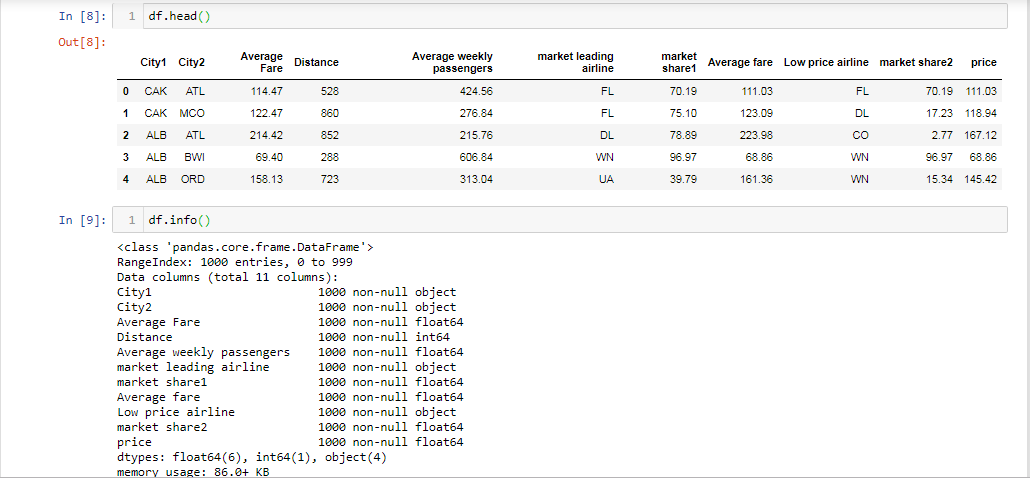 In [8]: 1 df.head()
Out[8]:
City1 City2 Average Fare Distance Average weekly passengers market leading airline market share1 Average fare Low price airline market share2 price
0 CAK ATL 114.47 528 424.56 FL 70.19 111.03 FL 70.19 111.03
1 CAK MCO 122.47 860 276.84 FL 75.10 123.09 DL 17.23 118.94
2 ALB ATL 214.42 852 215.76 DL 78.89 223.98 CO 2.77 167.12
3 ALB BWI 69.40 288 606.84 WN 96.97 68.86 WN 96.97 68.86
4 ALB ORD 158.13 723 313.04 UA 39.79 161.36 WN 15.34 145.42
In [9]: 1 df.info()
<class 'pandas.core.frame.DataFrame'>
RangeIndex: 1000 entries, 0 to 999
Data columns (total 11 columns):
City1 1000 non-null object
City2 1000 non-null object
Average Fare 1000 non-null float64
Distance 1000 non-null int64
Average weekly passengers 1000 non-null float64
market leading airline 1000 non-null object
market share1 1000 non-null float64
Average fare 1000 non-null float64
Low price airline 1000 non-null object
market share2 1000 non-null float64
price 1000 non-null float64
dtypes: float64(6), int64(1), object(4)
memory usage: 86.0+ KB